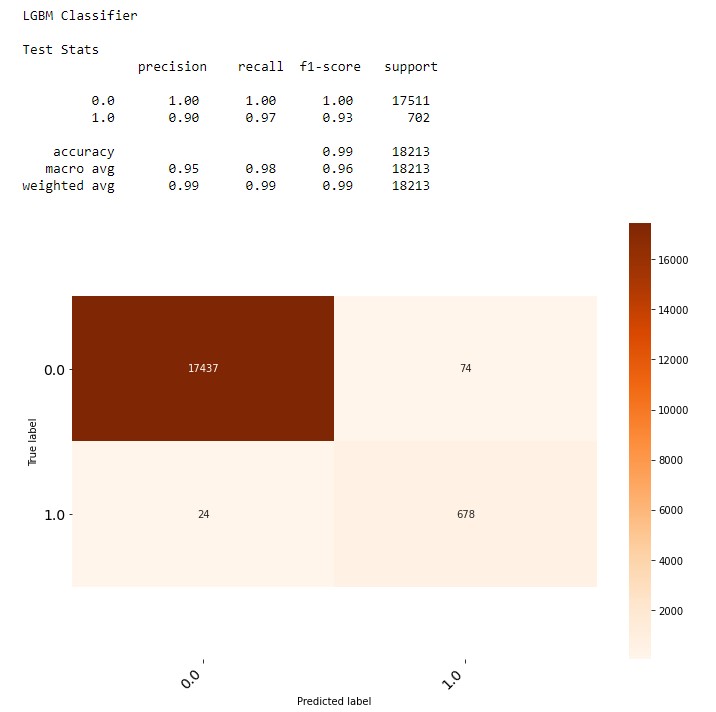 LGBM Classifier
Test Stats
precision recall f1-score support
0.0 1.00 1.00 1.00 17511
1.0 0.90 0.97 0.93 702
accuracy 0.99 18213
macro avg 0.95 0.98 0.96 18213
weighted avg 0.99 0.99 0.99 18213
16000
14000
12000
10000
8000
6000
4000
2000
0.0 17437 74
True label
1.0 24 678
0.0 1.0
Predicted label